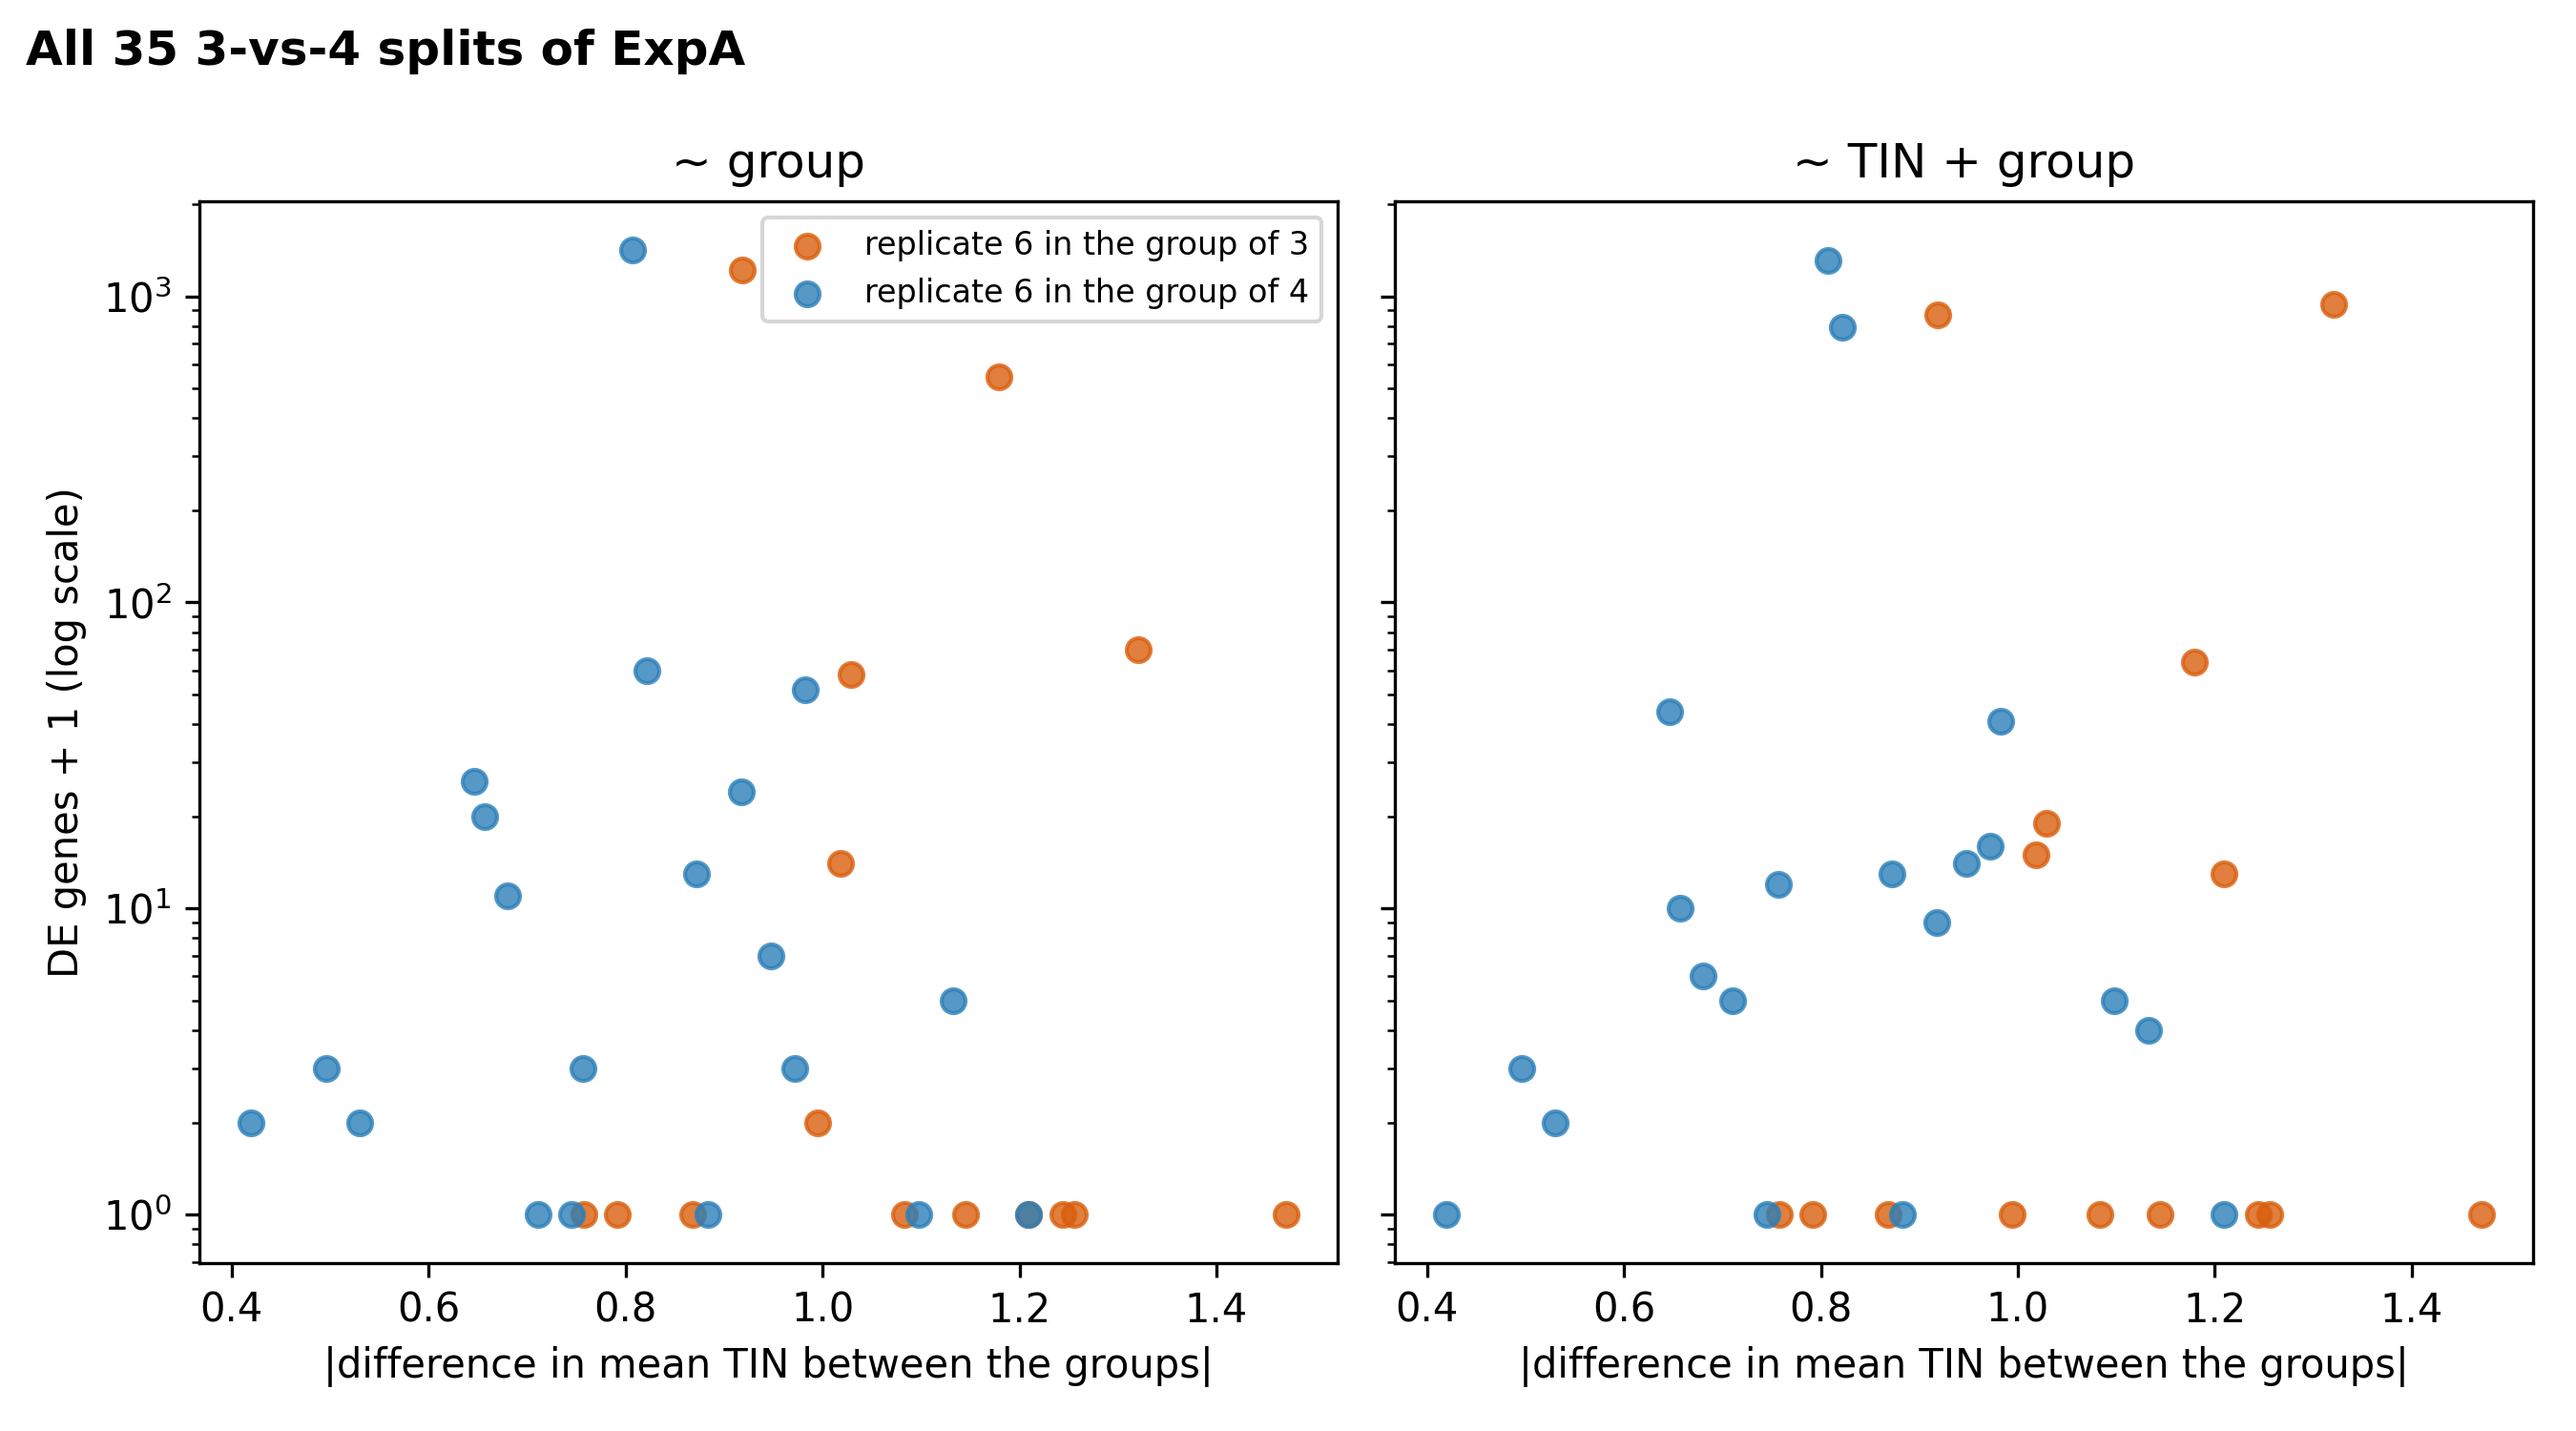 All 35 3-vs-4 splits of ExpA
~ group
~ TIN + group
replicate 6 in the group of 3
replicate 6 in the group of 4
DE genes + 1 (log scale)
10³
10²
10¹
10⁰
0.4 0.6 0.8 1.0 1.2 1.4
0.4 0.6 0.8 1.0 1.2 1.4
|difference in mean TIN between the groups|
|difference in mean TIN between the groups|